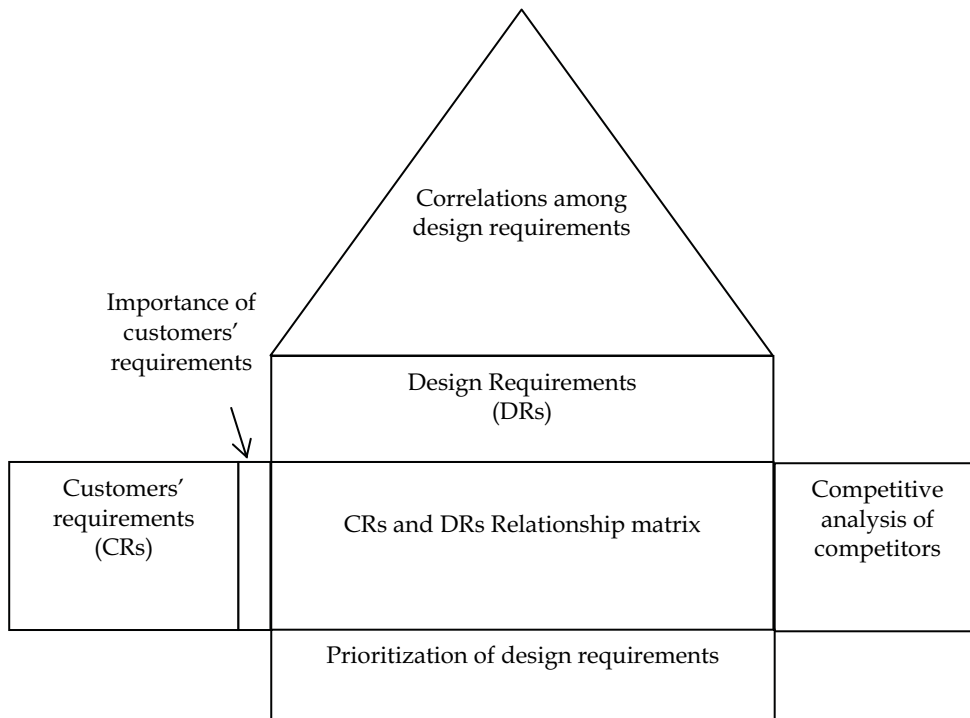 Correlations among
design requirements
Importance of
customers’
requirements
Design Requirements
(DRs)
Customers’
requirements
(CRs)
CRs and DRs Relationship matrix
Competitive
analysis of
competitors
Prioritization of design requirements